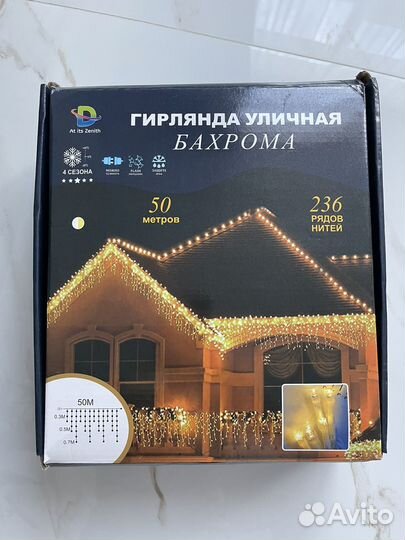 At its Zenith
ГИРЛЯНДА УЛИЧНАЯ
БАХРОМА
4 СЕЗОНА
50
метров
236
РЯДОВ
НИТЕЙ
50M
0.3M
0.5M
0.7M
Avito